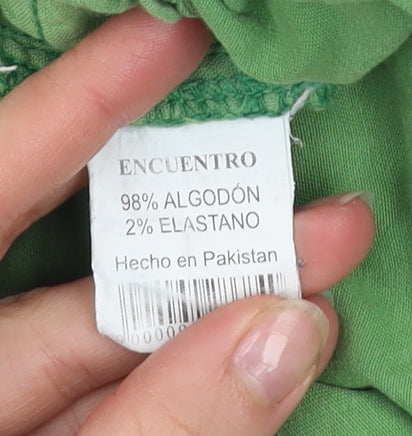 ENCUENTRO
98% ALGODÓN
2% ELASTANO
Hecho en Pakistan